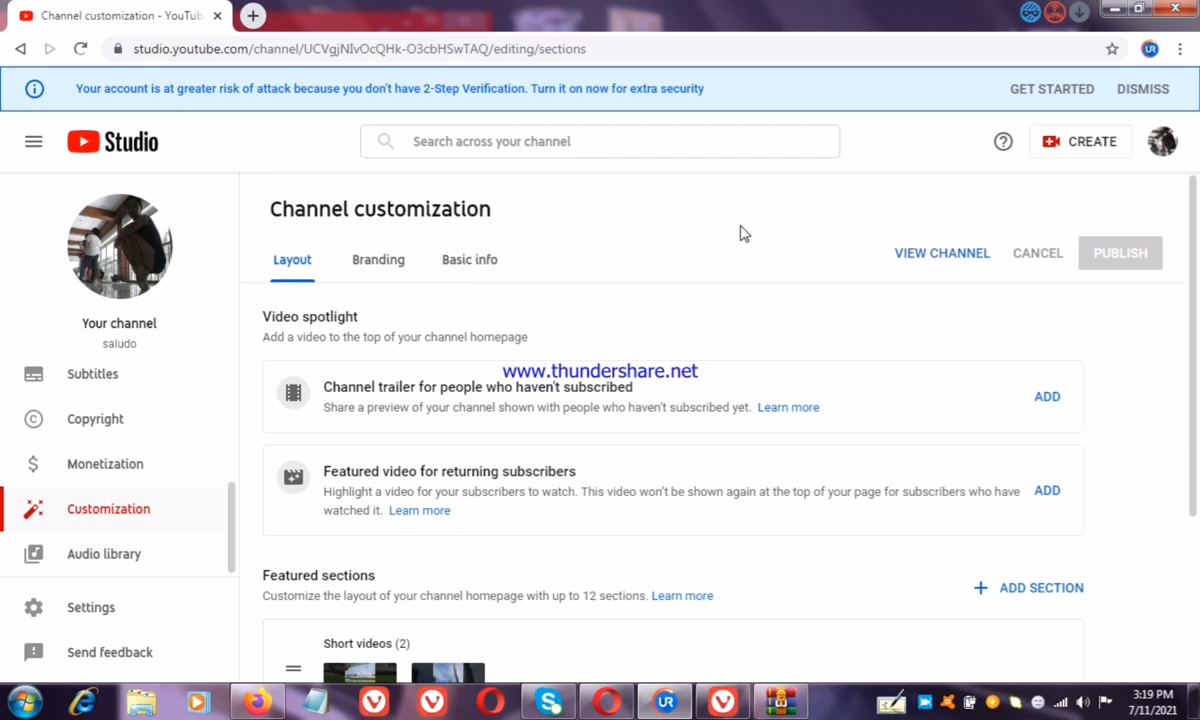 Channel customization - YouTub
studio.youtube.com/channel/UCVgjNIvOcQHk-O3cbHSwTAQ/editing/sections
UR
Your account is at greater risk of attack because you don't have 2-Step Verification. Turn it on now for extra security
GET STARTED
DISMISS
Studio
Search across your channel
CREATE
Channel customization
Layout
Branding
Basic info
VIEW CHANNEL
CANCEL
PUBLISH
Your channel
saludo
Subtitles
Copyright
Monetization
Customization
Audio library
Settings
Send feedback
Video spotlight
Add a video to the top of your channel homepage
www.thundershare.net
Channel trailer for people who haven't subscribed
Share a preview of your channel shown with people who haven't subscribed yet. Learn more
ADD
Featured video for returning subscribers
Highlight a video for your subscribers to watch. This video won't be shown again at the top of your page for subscribers who have
watched it. Learn more
ADD
Featured sections
Customize the layout of your channel homepage with up to 12 sections. Learn more
+ ADD SECTION
Short videos (2)
UR
3:19 PM
7/11/2021